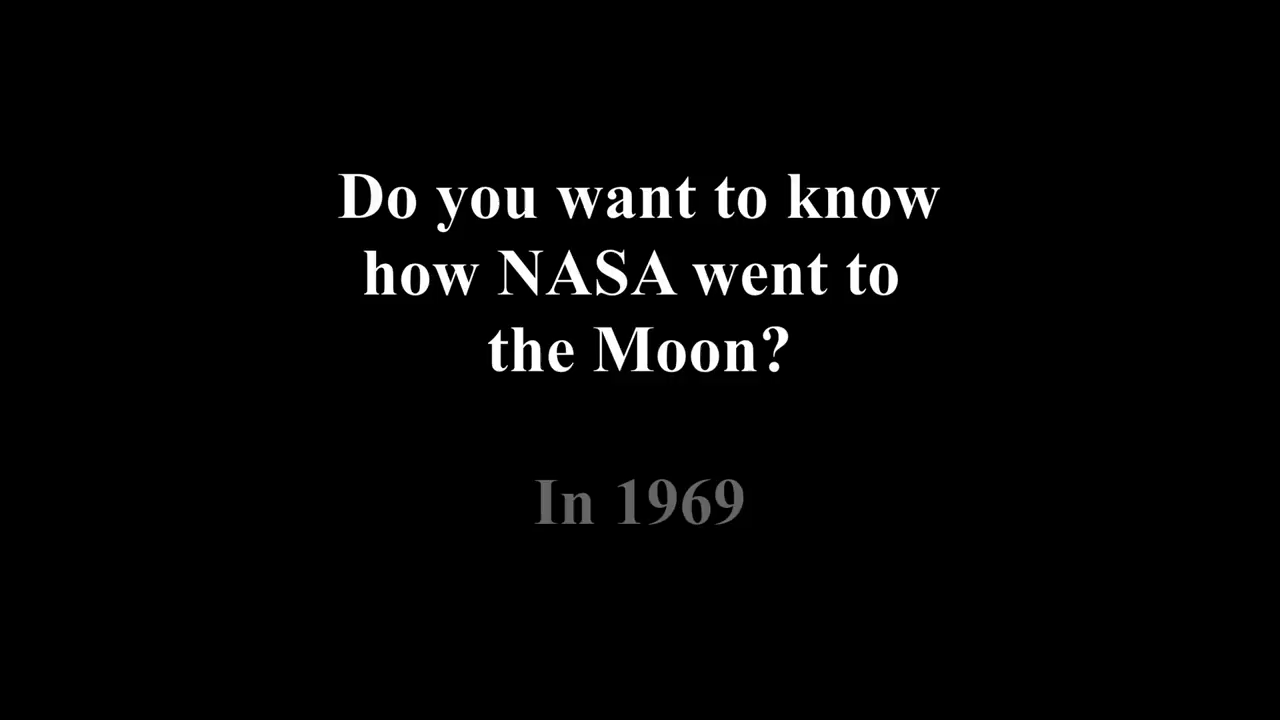 Do you want to know
how NASA went to
the Moon?
In 1969